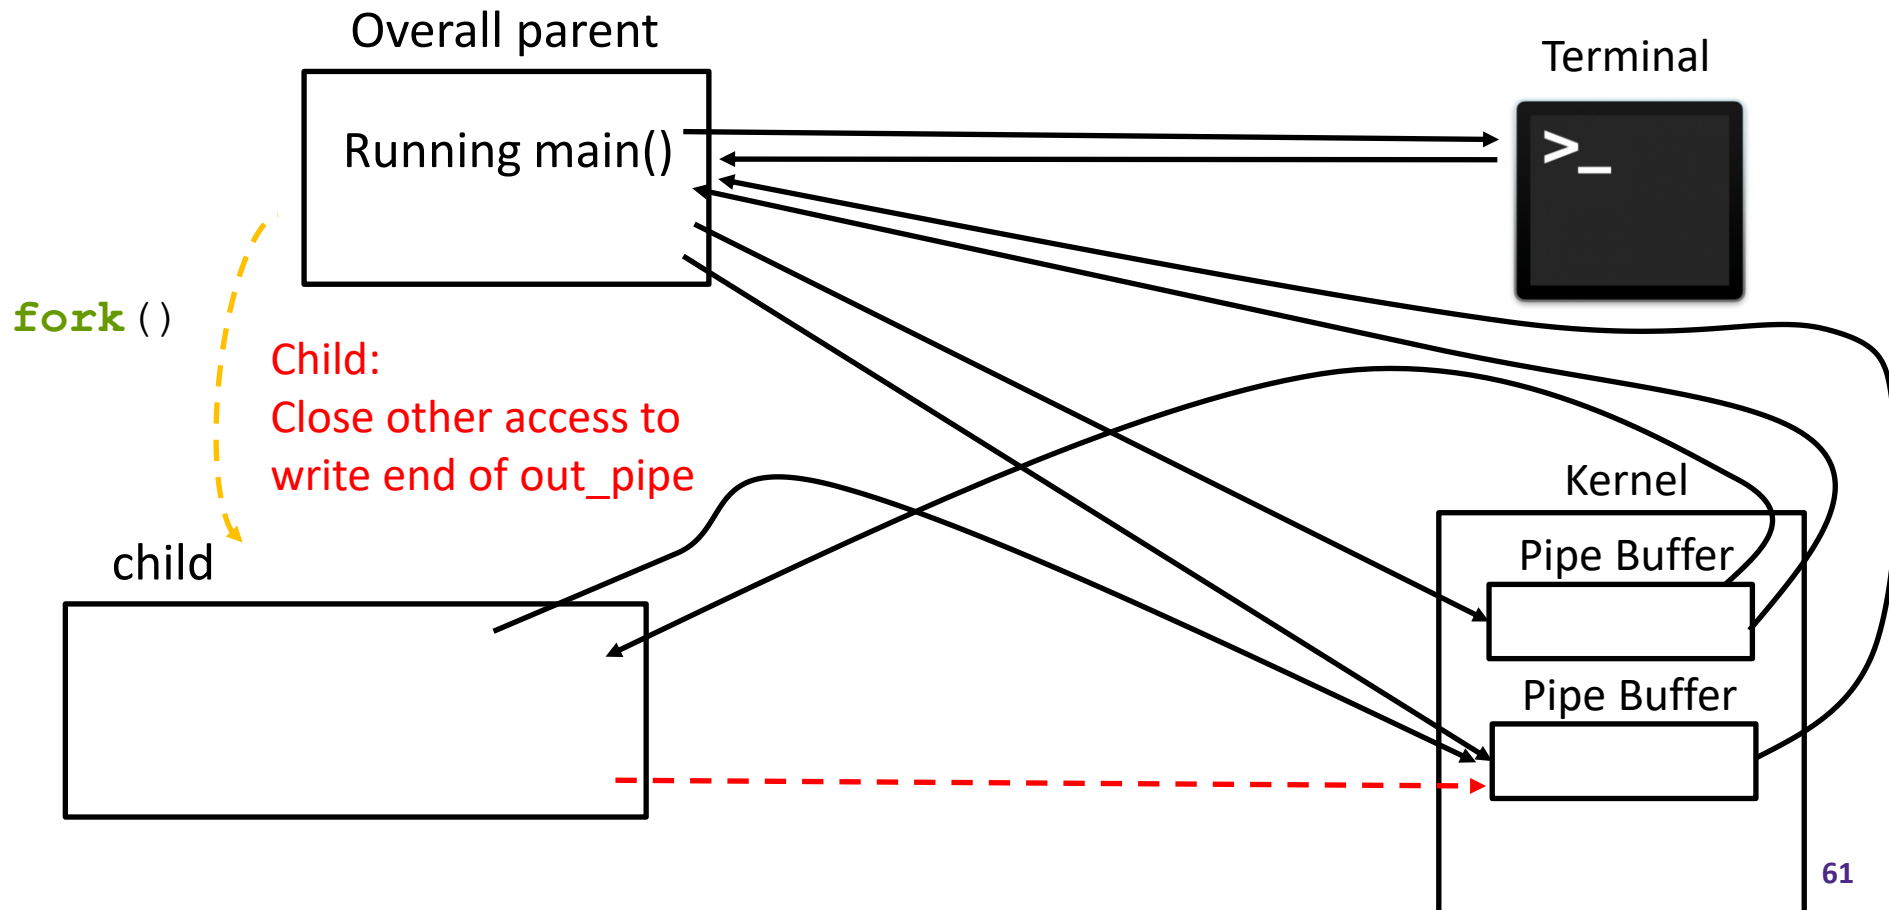 Overall parent
Terminal
Running main()
>_
fork()
Child:
Close other access to
write end of out_pipe
Kernel
child
Pipe Buffer
Pipe Buffer
61